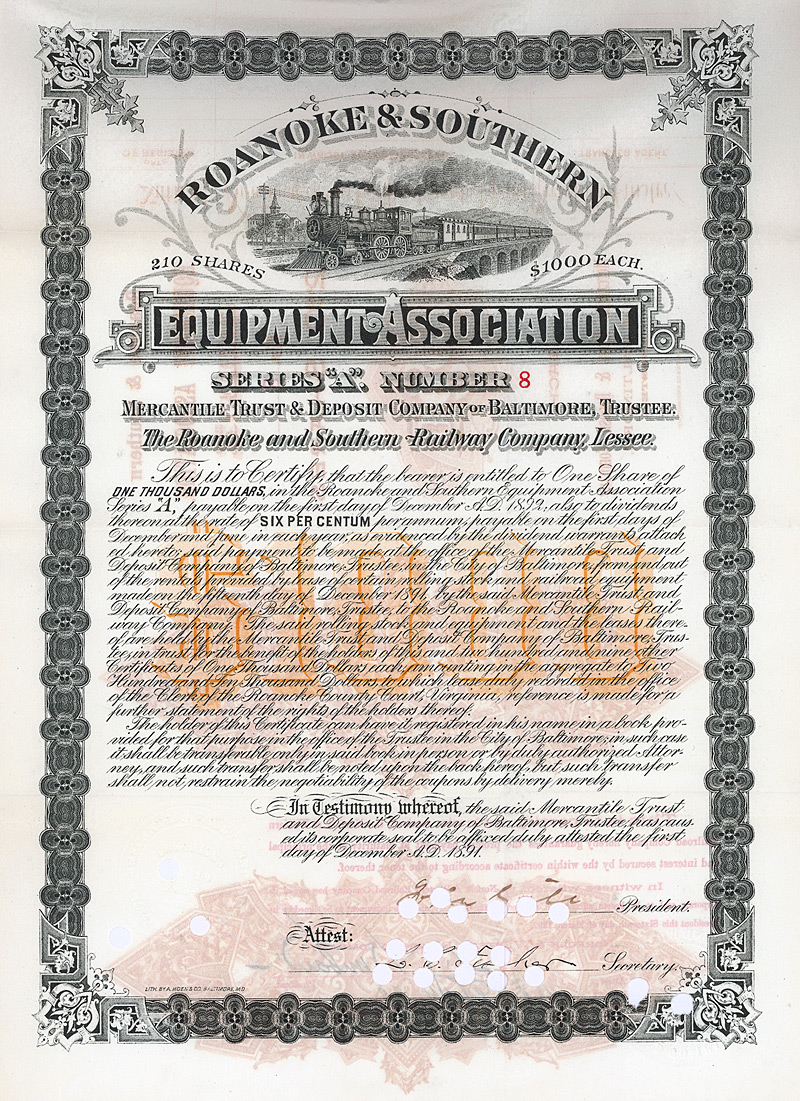 ROANOKE & SOUTHERN
210 SHARES $1000 EACH.
EQUIPMENT ASSOCIATION
SERIES "A". NUMBER 8
MERCANTILE TRUST & DEPOSIT COMPANY OF BALTIMORE, TRUSTEE.
The Roanoke and Southern Railway Company, Lessee.
This is to Certify, that the bearer is entitled to One Share of
ONE THOUSAND DOLLARS, in the Roanoke and Southern Equipment Association
Series "A", payable on the first day of December A.D. 1892, also to dividends
thereon at the rate of SIX PER CENTUM per annum, payable on the first days of
December and June in each year, as evidenced by the dividend warrants attach
ed hereto; said payments to be made at the office of the Mercantile Trust and
Deposit Company of Baltimore, Trustee, in the City of Baltimore, from and out
of the rental provided by lease of certain rolling stock and railroad equipment
made on the fifteenth day of December 1891, by the said Mercantile Trust and
Deposit Company of Baltimore, Trustee, to the Roanoke and Southern Rail-
way Company. The said rolling stock and equipment and the lease there-
of are held by the Mercantile Trust and Deposit Company of Baltimore, Trus-
tee, in trust for the benefit of the holders of this and two hundred and nine other
Certificates of One Thousand Dollars each, amounting in the aggregate to Two
Hundred and Ten Thousand Dollars, to which lease and record in the office
of the Clerk of the Roanoke County Court, Virginia, reference is made for a
further statement of the rights of the holders thereof.
The holder of this Certificate can have it registered in his name in a book pro-
vided for that purpose in the office of the Trustee in the City of Baltimore; in such case
it shall be transferable only in said book in person or by duly authorized Attor-
ney, and such transfer shall be noted upon the back hereof, but such transfer
shall not restrain the negotiability of the coupons by delivery merely.
$1000
In Testimony whereof, the said Mercantile Trust
and Deposit Company of Baltimore, Trustee, has caus-
ed its corporate seal to be affixed duly attested the first
day of December A.D. 1891.
President.
Attest:
Secretary.
LITH. BY A. HOEN & CO. BALTIMORE, MD